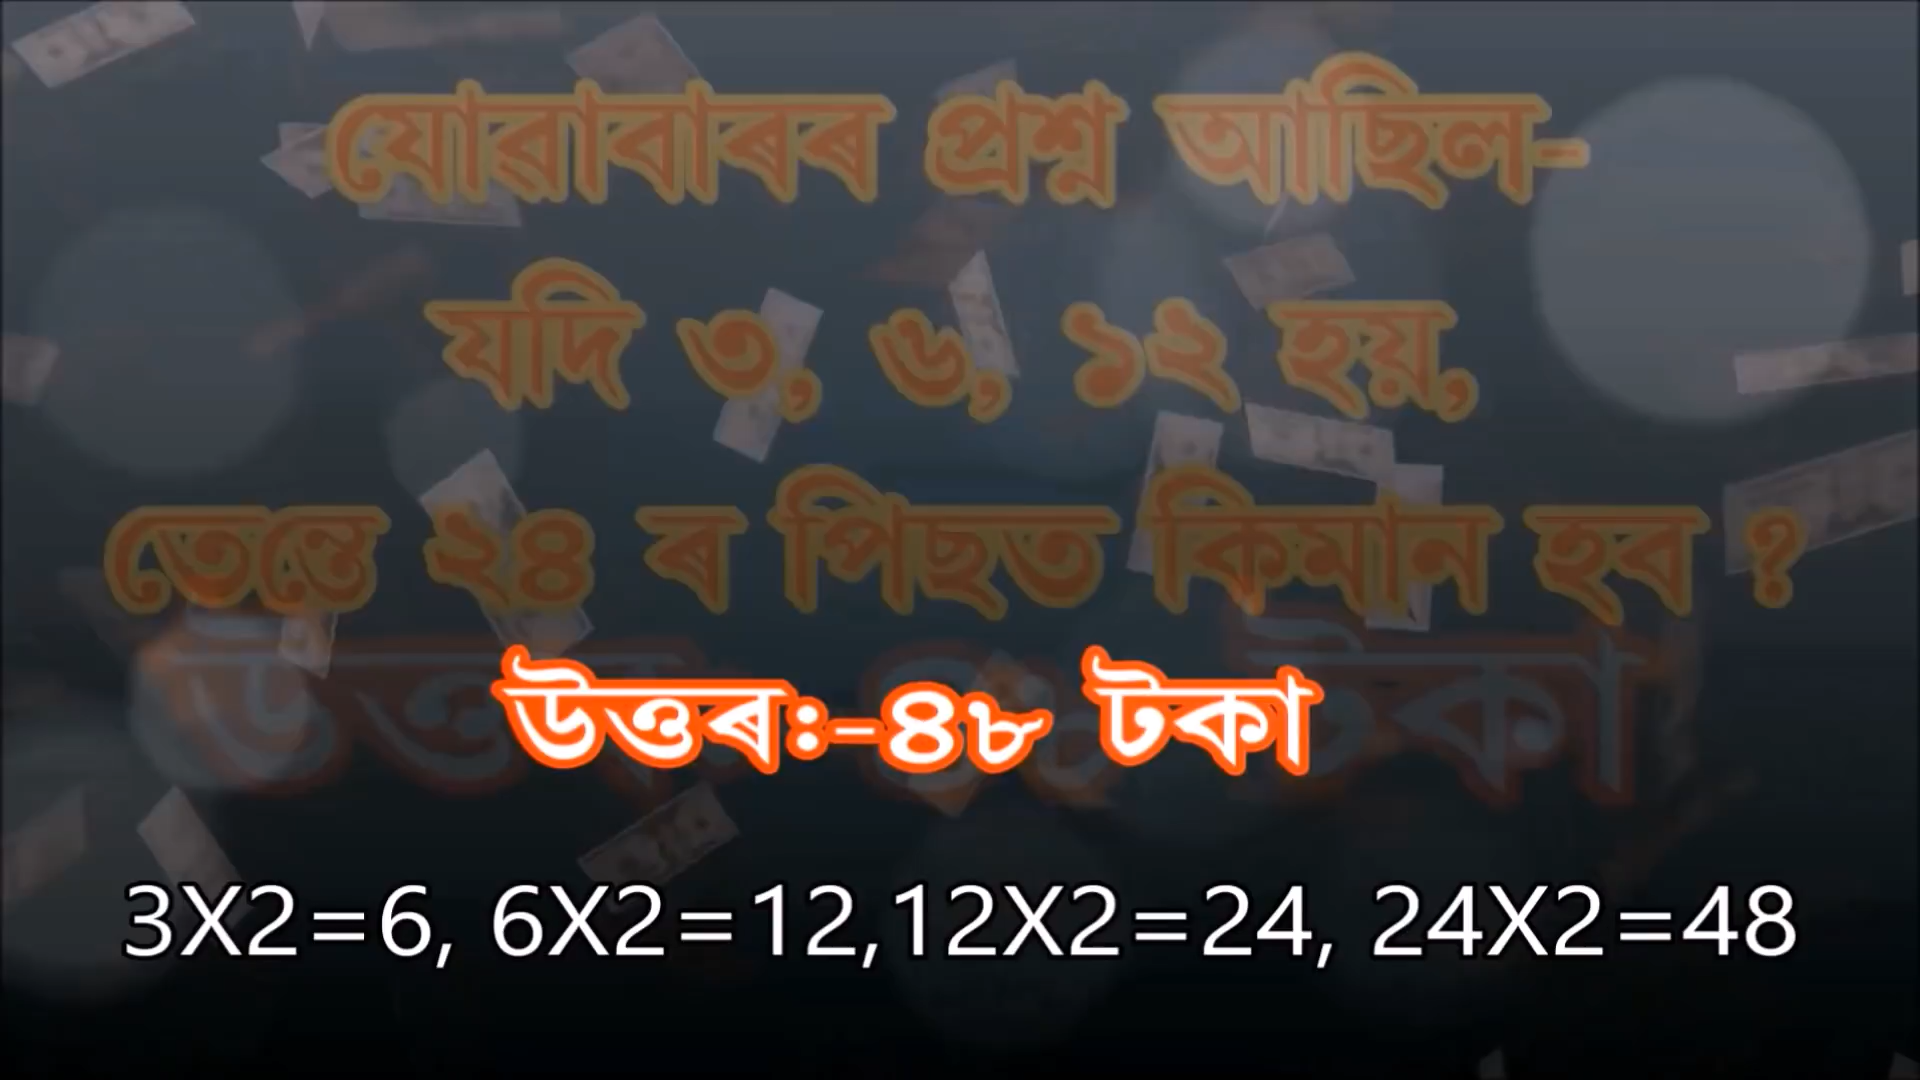 যোৱাবাৰৰ প্ৰশ্ন আছিল-
যদি ৩, ৬, ১২ হয়,
তেন্তে ২৪ ৰ পিছত কিমান হব ?
উত্তৰঃ-৪৮ টকা
3X2=6, 6X2=12,12X2=24, 24X2=48